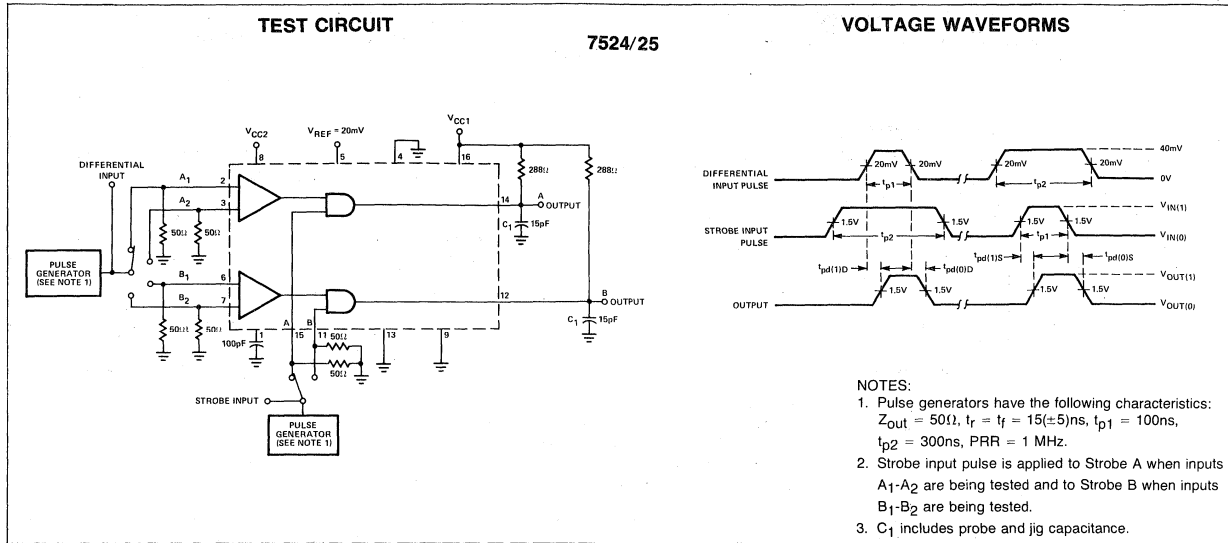 TEST CIRCUIT
7524/25
VOLTAGE WAVEFORMS
VCC2
8
VREF = 20mV
5
4
VCC1
16
DIFFERENTIAL
INPUT
A1
2
A2
3
50Ω
50Ω
288Ω
288Ω
14
A
OUTPUT
C1
15pF
PULSE
GENERATOR
(SEE NOTE 1)
B1
6
B2
7
50Ω
50Ω
12
B
OUTPUT
C1
15pF
100pF
1
A
15
B
11
50Ω
50Ω
13
9
STROBE INPUT
PULSE
GENERATOR
(SEE NOTE 1)
DIFFERENTIAL
INPUT PULSE
20mV
20mV
tp1
20mV
20mV
tp2
40mV
0V
STROBE INPUT
PULSE
1.5V
1.5V
tp2
1.5V
1.5V
tp1
VIN(1)
VIN(0)
tpd(1)D
tpd(0)D
tpd(1)S
tpd(0)S
OUTPUT
1.5V
1.5V
1.5V
1.5V
VOUT(1)
VOUT(0)
NOTES:
1. Pulse generators have the following characteristics:
Zout = 50Ω, tr = tf = 15(±5)ns, tp1 = 100ns,
tp2 = 300ns, PRR = 1 MHz.
2. Strobe input pulse is applied to Strobe A when inputs
A1-A2 are being tested and to Strobe B when inputs
B1-B2 are being tested.
3. C1 includes probe and jig capacitance.